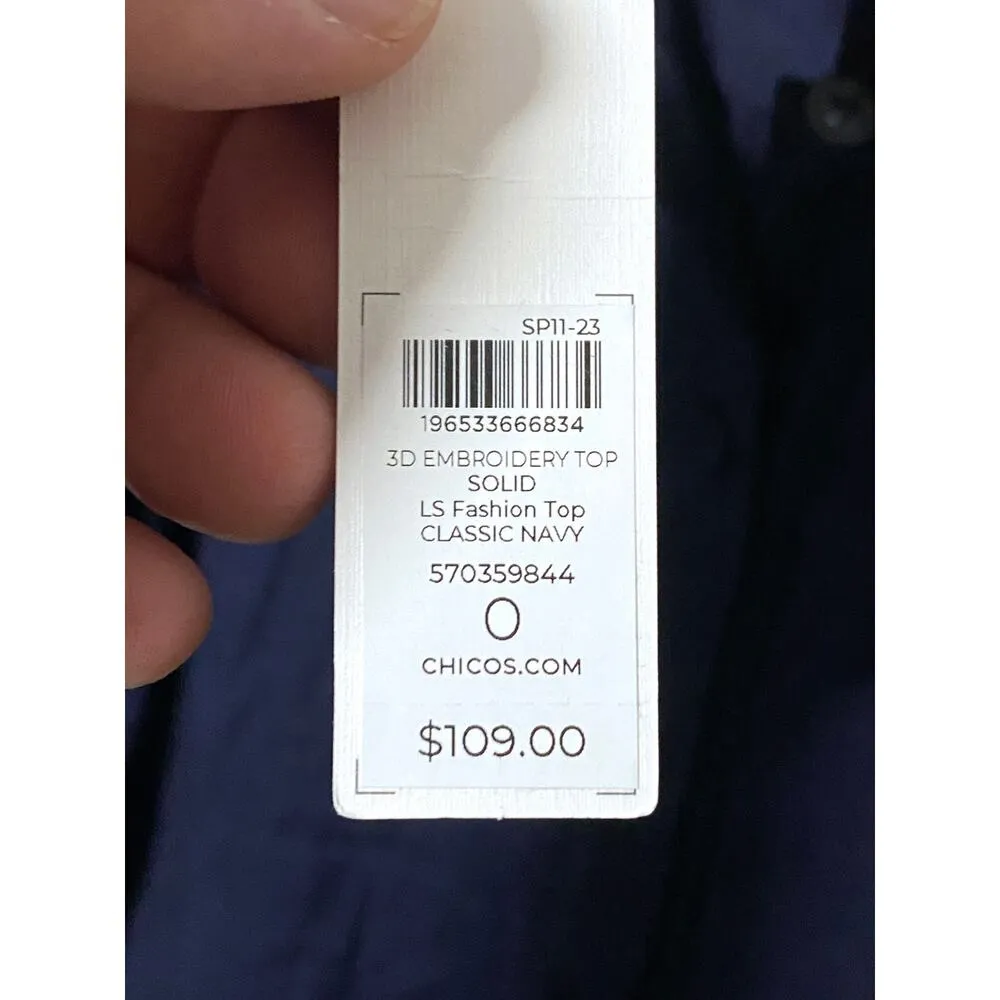 SP11-23
196533666834
3D EMBROIDERY TOP
SOLID
LS Fashion Top
CLASSIC NAVY
570359844
0
CHICOS.COM
$109.00